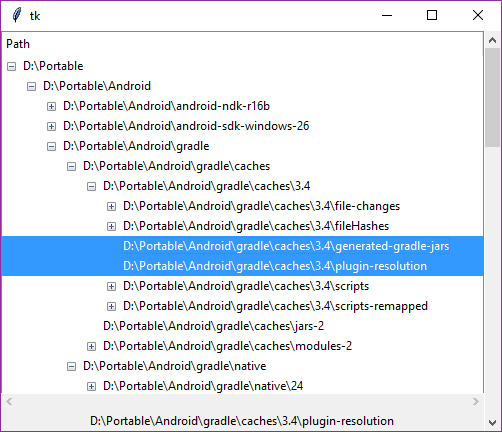 tk
Path
D:\Portable
D:\Portable\Android
D:\Portable\Android\android-ndk-r16b
D:\Portable\Android\android-sdk-windows-26
D:\Portable\Android\gradle
D:\Portable\Android\gradle\caches
D:\Portable\Android\gradle\caches\3.4
D:\Portable\Android\gradle\caches\3.4\file-changes
D:\Portable\Android\gradle\caches\3.4\fileHashes
D:\Portable\Android\gradle\caches\3.4\generated-gradle-jars
D:\Portable\Android\gradle\caches\3.4\plugin-resolution
D:\Portable\Android\gradle\caches\3.4\scripts
D:\Portable\Android\gradle\caches\3.4\scripts-remapped
D:\Portable\Android\gradle\caches\jars-2
D:\Portable\Android\gradle\caches\modules-2
D:\Portable\Android\gradle\native
D:\Portable\Android\gradle\native\24
D:\Portable\Android\gradle\caches\3.4\plugin-resolution